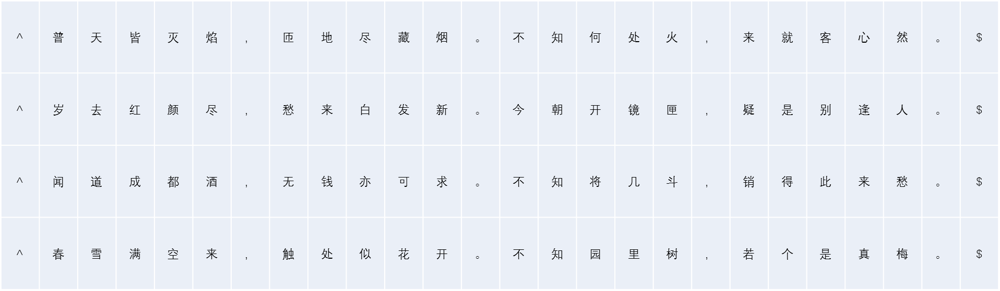 ^ 普 天 皆 灭 焰 , 匝 地 尽 藏 烟 。 不 知 何 处 火 , 来 就 客 心 然 。 $
^ 岁 去 红 颜 尽 , 愁 来 白 发 新 。 今 朝 开 镜 匣 , 疑 是 别 逢 人 。 $
^ 闻 道 成 都 酒 , 无 钱 亦 可 求 。 不 知 将 几 斗 , 销 得 此 来 愁 。 $
^ 春 雪 满 空 来 , 触 处 似 花 开 。 不 知 园 里 树 , 若 个 是 真 梅 。 $